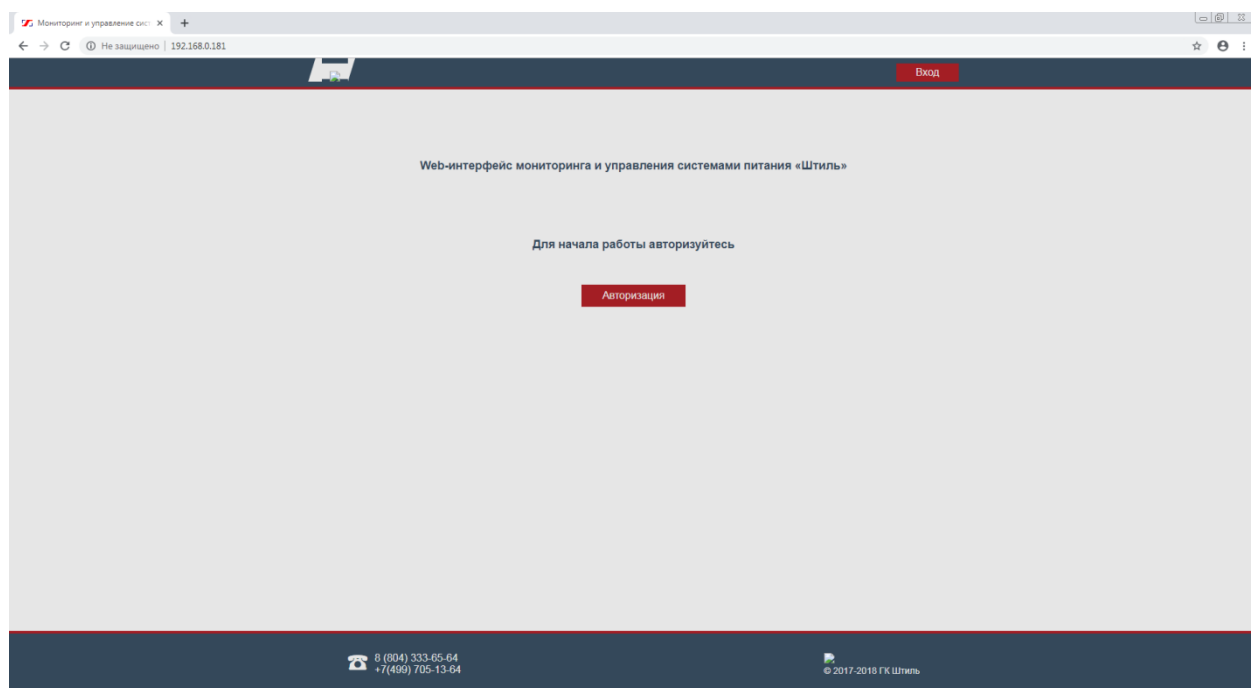 Мониторинг и управление сист
Не защищено | 192.168.0.181
Вход
Web-интерфейс мониторинга и управления системами питания «Штиль»
Для начала работы авторизуйтесь
Авторизация
8 (804) 333-65-64
+7(499) 705-13-64
© 2017-2018 ГК Штиль